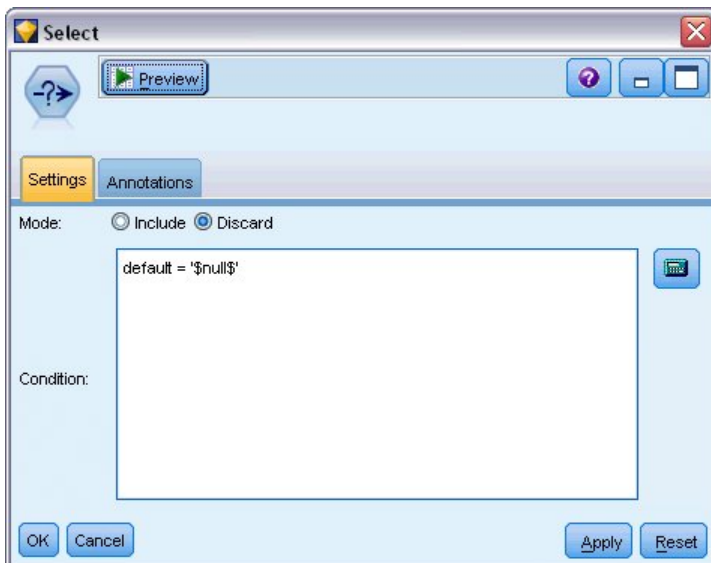 Select
Preview
Settings Annotations
Mode: Include Discard
default = '$null$'
Condition:
OK Cancel Apply Reset